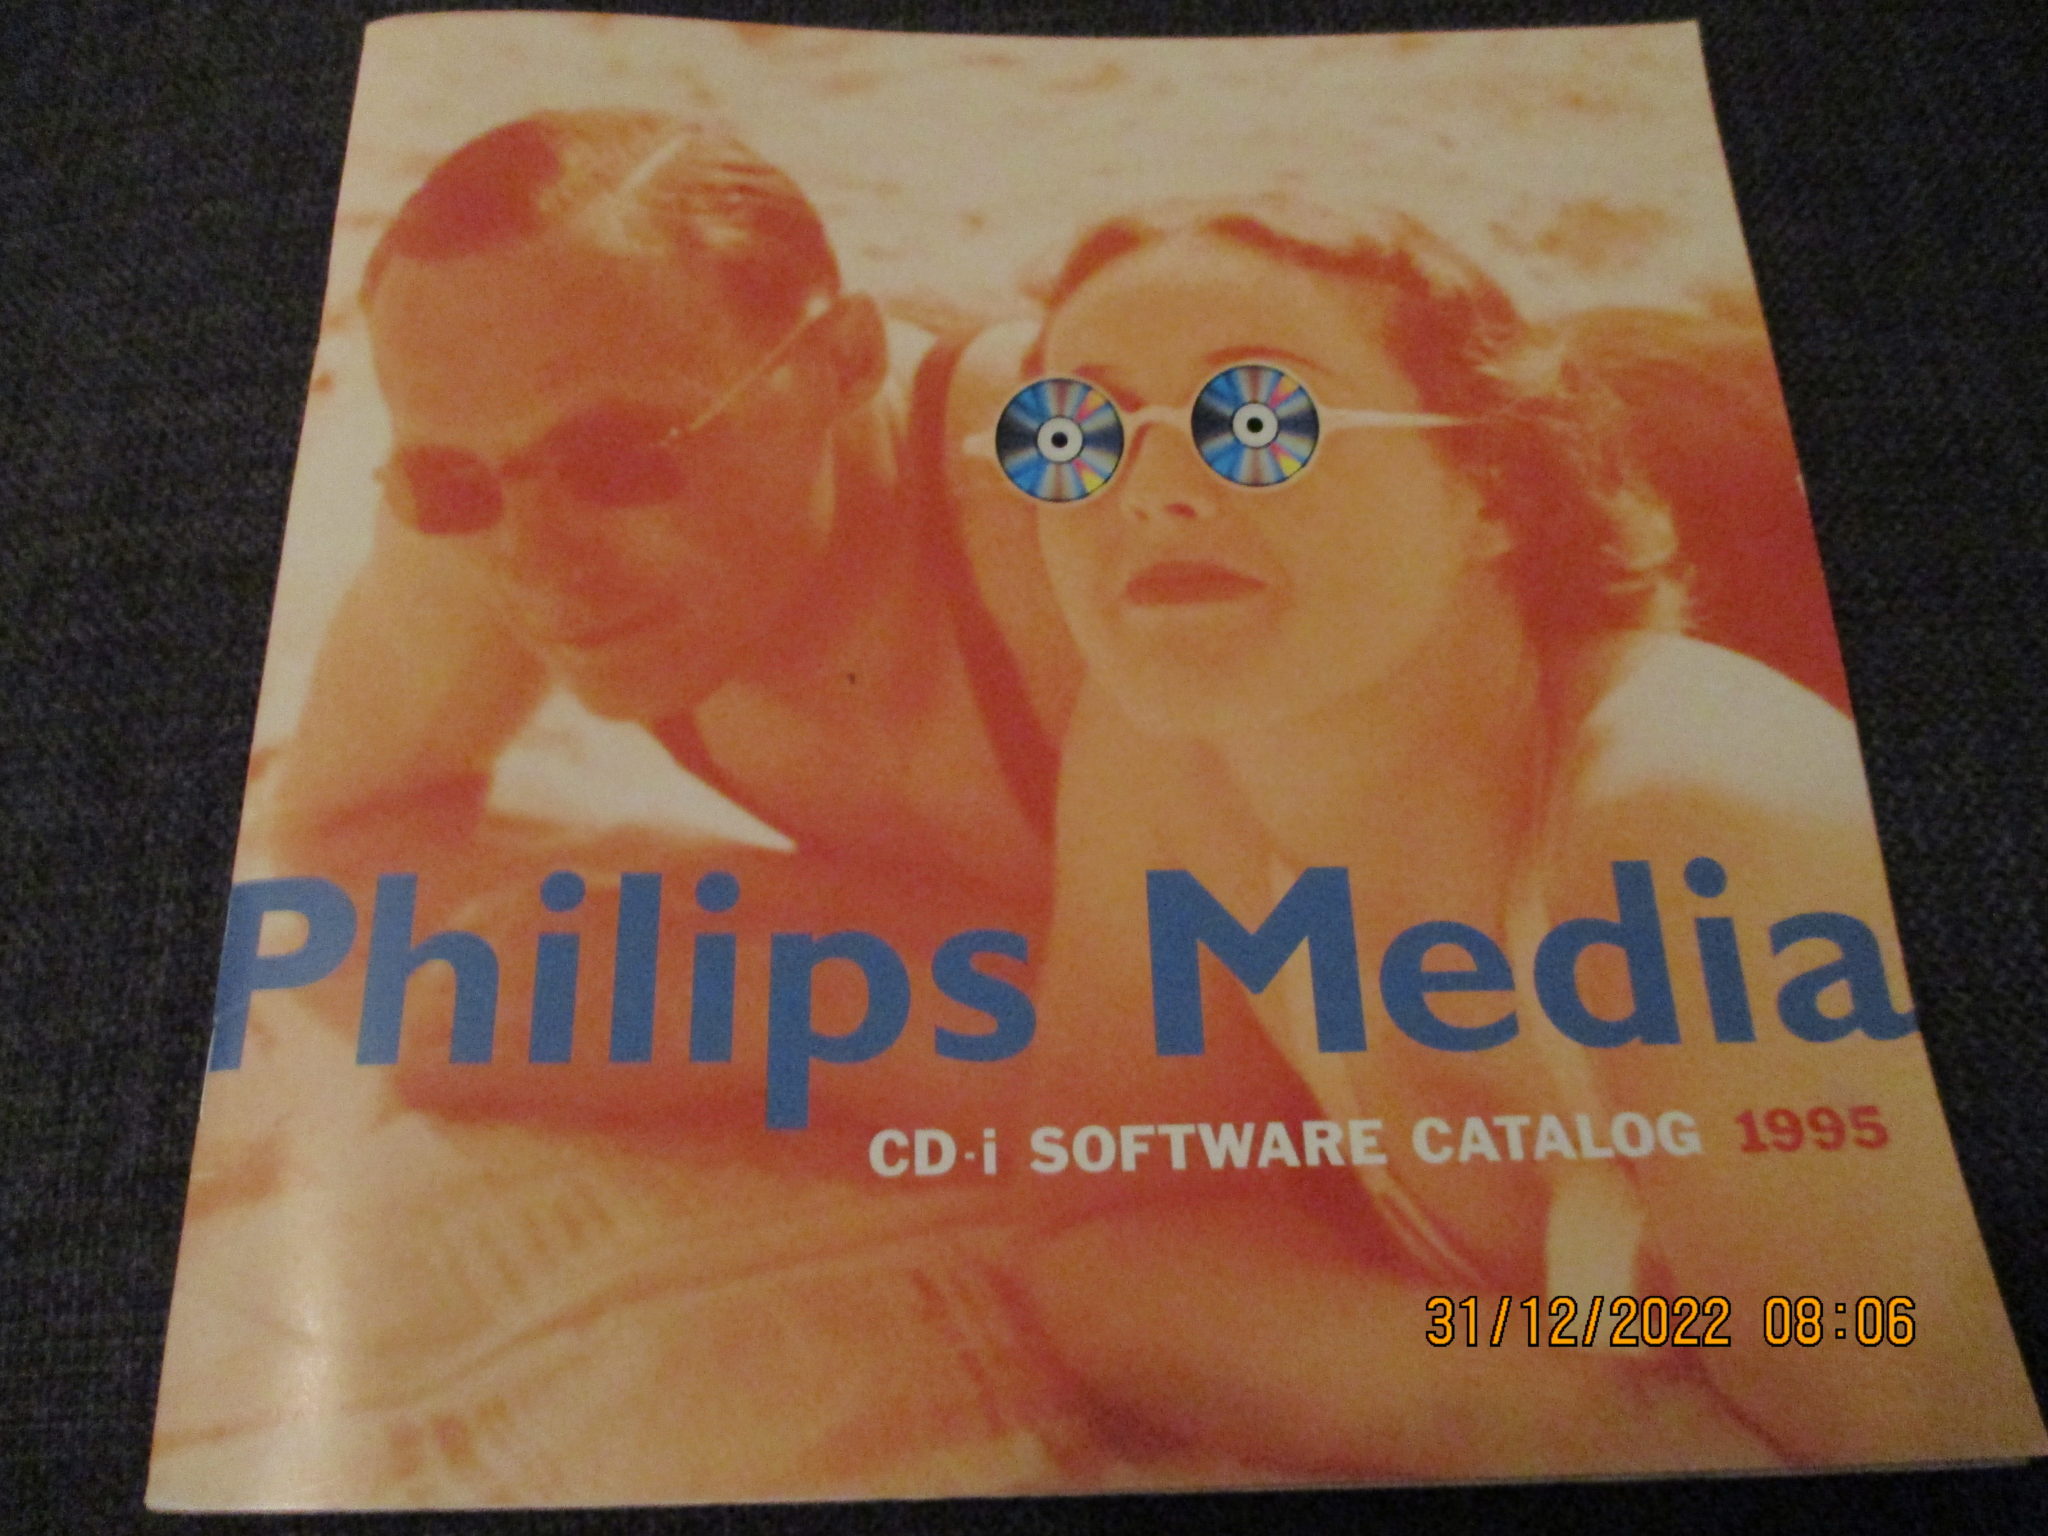 Philips Media
CD-i SOFTWARE CATALOG 1995
31/12/2022 08:06